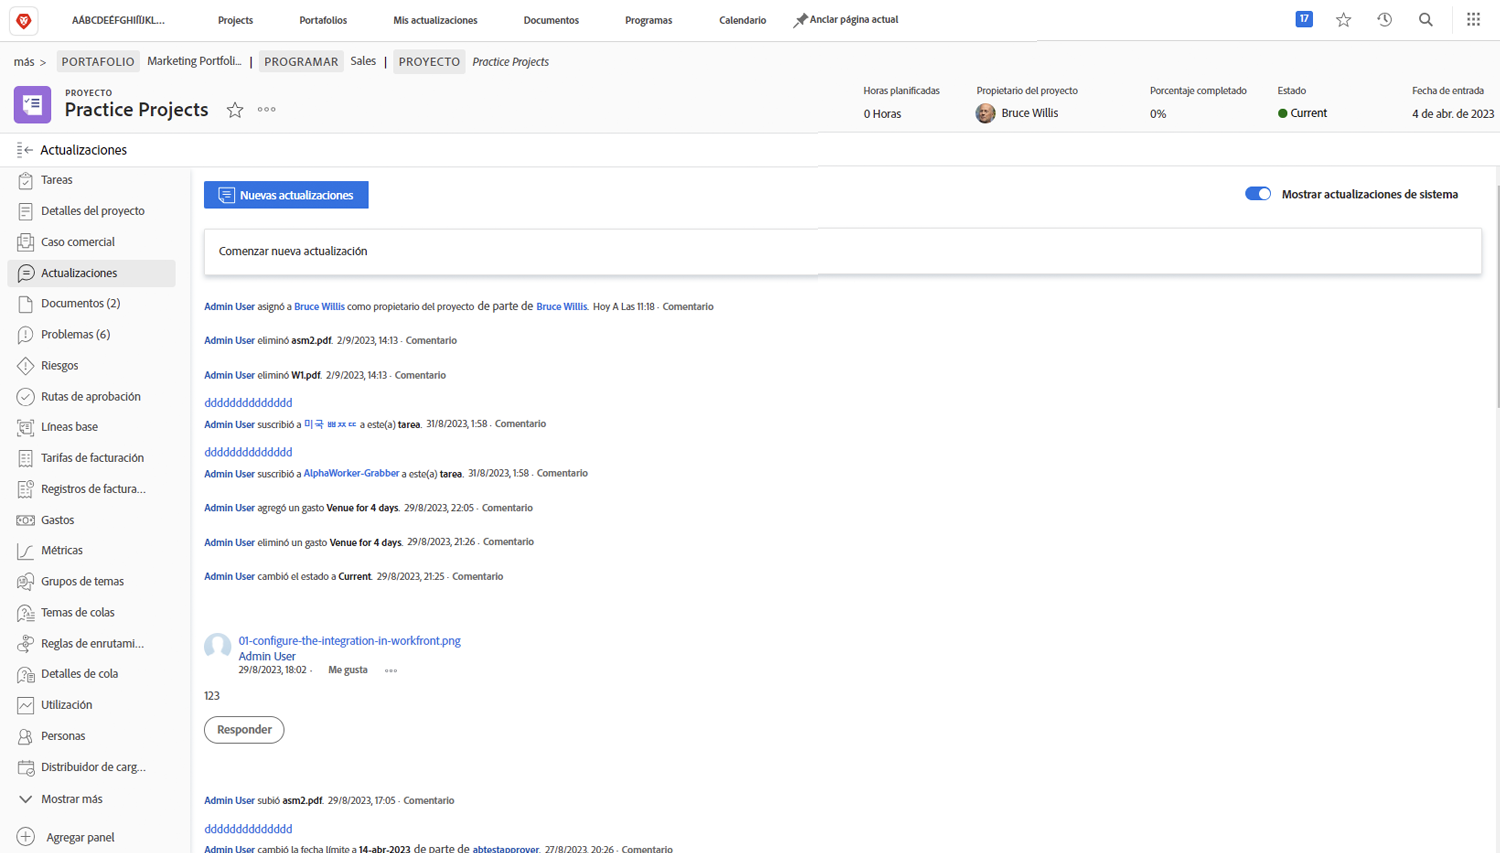 AÁBCDEÉFGHIÍJKL... Projects Portafolios Mis actualizaciones Documentos Programas Calendario Anclar página actual 17
más > PORTAFOLIO Marketing Portfoli... | PROGRAMAR Sales | PROYECTO Practice Projects
PROYECTO
Practice Projects
Horas planificadas Propietario del proyecto Porcentaje completado Estado Fecha de entrada
0 Horas Bruce Willis 0% Current 4 de abr. de 2023
Actualizaciones
Tareas
Detalles del proyecto
Caso comercial
Actualizaciones
Documentos (2)
Problemas (6)
Riesgos
Rutas de aprobación
Líneas base
Tarifas de facturación
Registros de factura...
Gastos
Métricas
Grupos de temas
Temas de colas
Reglas de enrutami...
Detalles de cola
Utilización
Personas
Distribuidor de carg...
Mostrar más
Agregar panel
Nuevas actualizaciones
Mostrar actualizaciones de sistema
Comenzar nueva actualización
Admin User asignó a Bruce Willis como propietario del proyecto de parte de Bruce Willis. Hoy A Las 11:18 · Comentario
Admin User eliminó asm2.pdf. 2/9/2023, 14:13 · Comentario
Admin User eliminó W1.pdf. 2/9/2023, 14:13 · Comentario
dddddddddddddd
Admin User suscribió a 미국 ㅃㅉㄸ a este(a) tarea. 31/8/2023, 1:58 · Comentario
dddddddddddddd
Admin User suscribió a AlphaWorker-Grabber a este(a) tarea. 31/8/2023, 1:58 · Comentario
Admin User agregó un gasto Venue for 4 days. 29/8/2023, 22:05 · Comentario
Admin User eliminó un gasto Venue for 4 days. 29/8/2023, 21:26 · Comentario
Admin User cambió el estado a Current. 29/8/2023, 21:25 · Comentario
01-configure-the-integration-in-workfront.png
Admin User
29/8/2023, 18:02 · Me gusta
123
Responder
Admin User subió asm2.pdf. 29/8/2023, 17:05 · Comentario
dddddddddddddd
Admin User cambió la fecha límite a 14-abr-2023 de parte de abtestapprover. 27/8/2023, 20:26 · Comentario